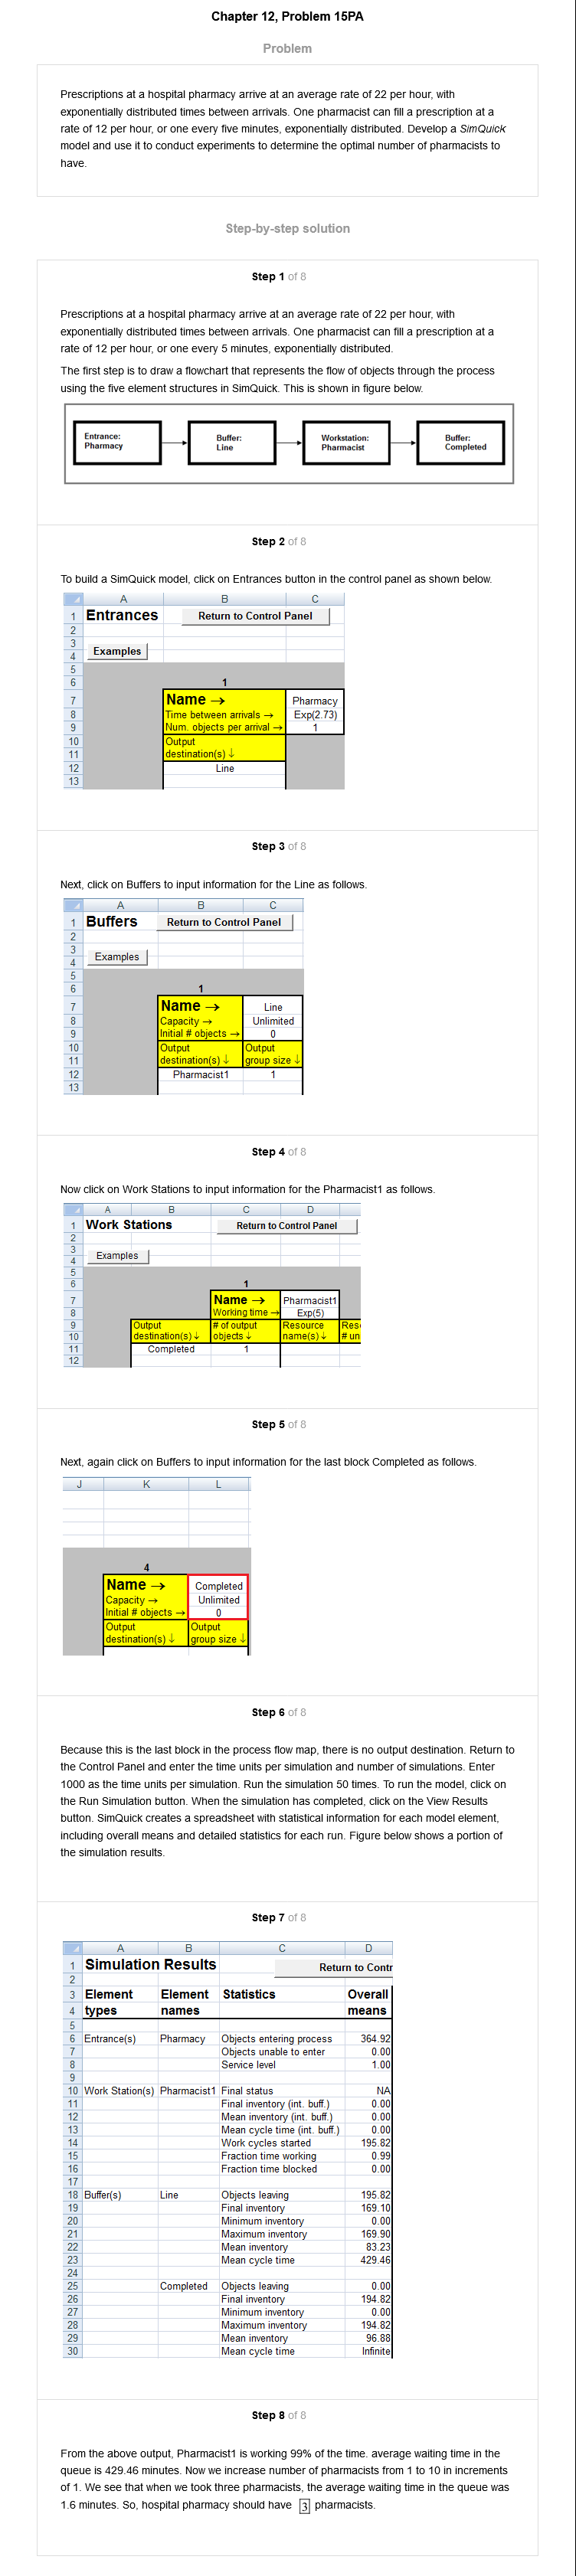 Chapter 12, Problem 15PA
Problem
Prescriptions at a hospital pharmacy arrive at an average rate of 22 per hour, with
exponentially distributed times between arrivals. One pharmacist can fill a prescription at a
rate of 12 per hour, or one every five minutes, exponentially distributed. Develop a SimQuick
model and use it to conduct experiments to determine the optimal number of pharmacists to
have.
Step-by-step solution
Step 1 of 8
Prescriptions at a hospital pharmacy arrive at an average rate of 22 per hour, with
exponentially distributed times between arrivals. One pharmacist can fill a prescription at a
rate of 12 per hour, or one every 5 minutes, exponentially distributed.
The first step is to draw a flowchart that represents the flow of objects through the process
using the five element structures in SimQuick. This is shown in figure below.
Entrance: Buffer: Workstation: Buffer:
Pharmacy Line Pharmacist Completed
Step 2 of 8
To build a SimQuick model, click on Entrances button in the control panel as shown below.
A B C
1 Entrances Return to Control Panel
2
3
4 Examples
5
6 1
7 Name → Pharmacy
8 Time between arrivals → Exp(2.73)
9 Num. objects per arrival → 1
10 Output
11 destination(s) ↓
12 Line
13
Step 3 of 8
Next, click on Buffers to input information for the Line as follows.
A B C
1 Buffers Return to Control Panel
2
3
4 Examples
5
6 1
7 Name → Line
8 Capacity → Unlimited
9 Initial # objects → 0
10 Output Output
11 destination(s) ↓ group size ↓
12 Pharmacist1 1
13
Step 4 of 8
Now click on Work Stations to input information for the Pharmacist1 as follows.
A B C D
1 Work Stations Return to Control Panel
2
3
4 Examples
5
6 1
7 Name → Pharmacist1
8 Working time → Exp(5)
9 Output # of output Resource Res
10 destination(s) ↓ objects ↓ name(s) ↓ # un
11 Completed 1
12
Step 5 of 8
Next, again click on Buffers to input information for the last block Completed as follows.
J K L
4
Name → Completed
Capacity → Unlimited
Initial # objects → 0
Output Output
destination(s) ↓ group size ↓
Step 6 of 8
Because this is the last block in the process flow map, there is no output destination. Return to
the Control Panel and enter the time units per simulation and number of simulations. Enter
1000 as the time units per simulation. Run the simulation 50 times. To run the model, click on
the Run Simulation button. When the simulation has completed, click on the View Results
button. SimQuick creates a spreadsheet with statistical information for each model element,
including overall means and detailed statistics for each run. Figure below shows a portion of
the simulation results.
Step 7 of 8
A B C D
1 Simulation Results Return to Contr
2
3 Element Element Statistics Overall
4 types names means
5
6 Entrance(s) Pharmacy Objects entering process 364.92
7 Objects unable to enter 0.00
8 Service level 1.00
9
10 Work Station(s) Pharmacist1 Final status NA
11 Final inventory (int. buff.) 0.00
12 Mean inventory (int. buff.) 0.00
13 Mean cycle time (int. buff.) 0.00
14 Work cycles started 195.82
15 Fraction time working 0.99
16 Fraction time blocked 0.00
17
18 Buffer(s) Line Objects leaving 195.82
19 Final inventory 169.10
20 Minimum inventory 0.00
21 Maximum inventory 169.90
22 Mean inventory 83.23
23 Mean cycle time 429.46
24
25 Completed Objects leaving 0.00
26 Final inventory 194.82
27 Minimum inventory 0.00
28 Maximum inventory 194.82
29 Mean inventory 96.88
30 Mean cycle time Infinite
Step 8 of 8
From the above output, Pharmacist1 is working 99% of the time. average waiting time in the
queue is 429.46 minutes. Now we increase number of pharmacists from 1 to 10 in increments
of 1. We see that when we took three pharmacists, the average waiting time in the queue was
1.6 minutes. So, hospital pharmacy should have 3 pharmacists.